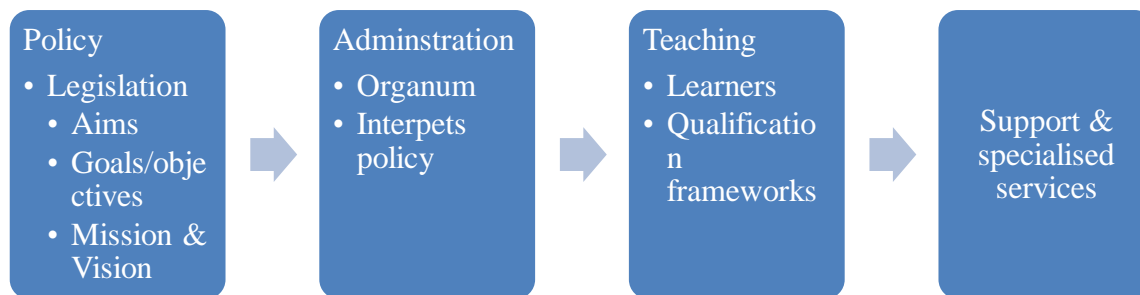 Policy
• Legislation
• Aims
• Goals/obje
ctives
• Mission &
Vision
Adminstration
• Organum
• Interpets
policy
Teaching
• Learners
• Qualificatio
n
frameworks
Support &
specialised
services